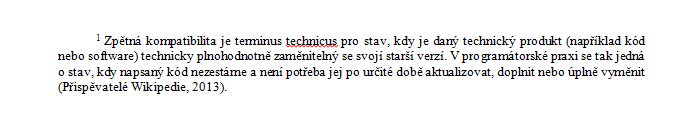 ¹ Zpětná kompatibilita je terminus technicus pro stav, kdy je daný technický produkt (například kód
nebo software) technicky plnohodnotně zaměnitelný se svojí starší verzí. V programátorské praxi se tak jedná
o stav, kdy napsaný kód nezestárne a není potřeba jej po určité době aktualizovat, doplnit nebo úplně vyměnit
(Přispěvatelé Wikipedie, 2013).